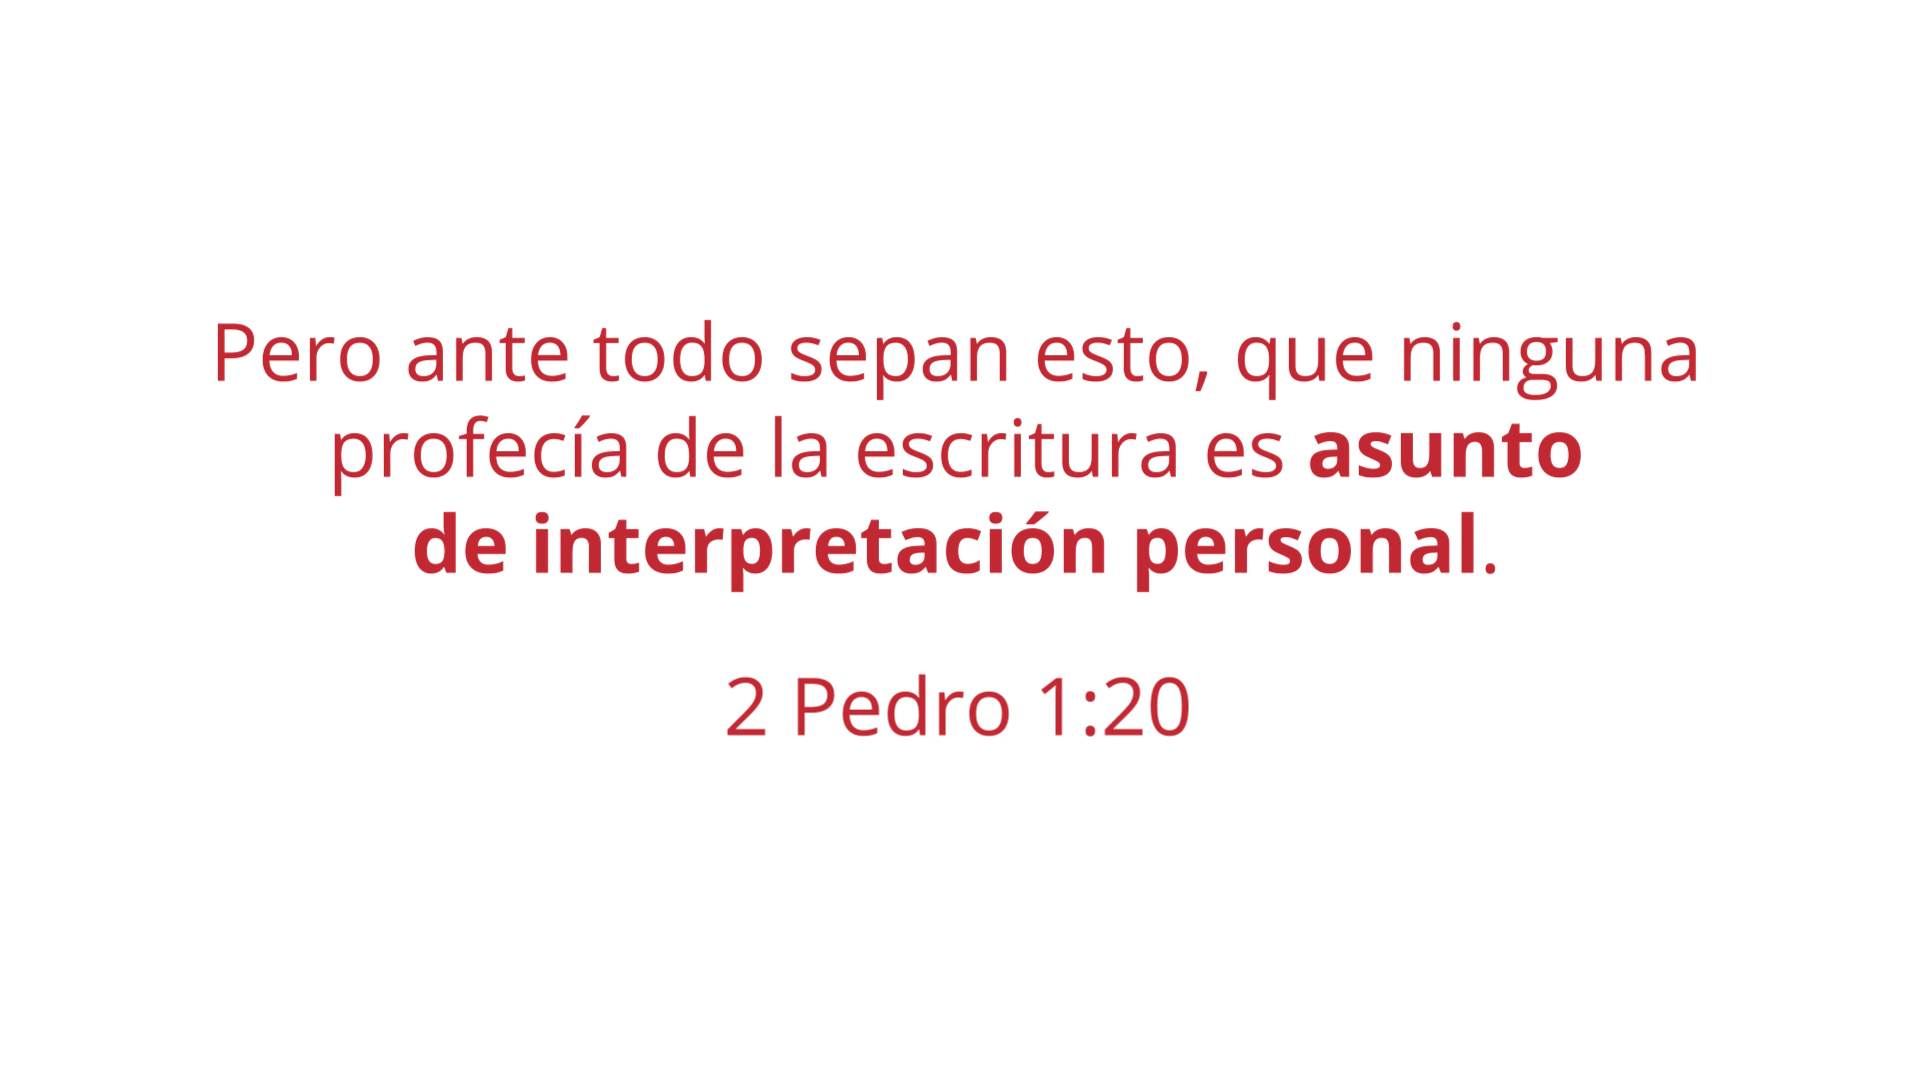 Pero ante todo sepan esto, que ninguna
profecía de la escritura es asunto
de interpretación personal.
2 Pedro 1:20